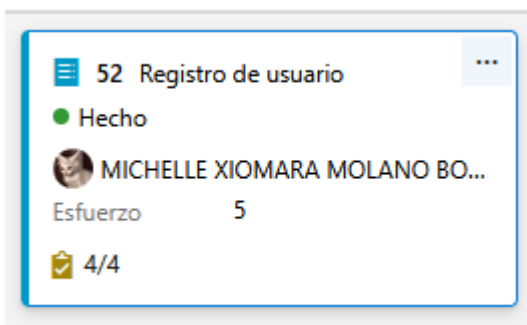 52 Registro de usuario
Hecho
MICHELLE XIOMARA MOLANO BO...
Esfuerzo 5
4/4